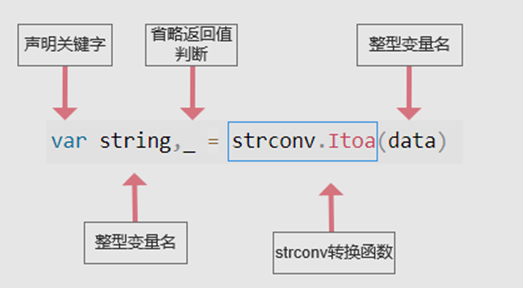 声明关键字
省略返回值
判断
整型变量名
var string,_ = strconv.Itoa(data)
整型变量名
strconv转换函数